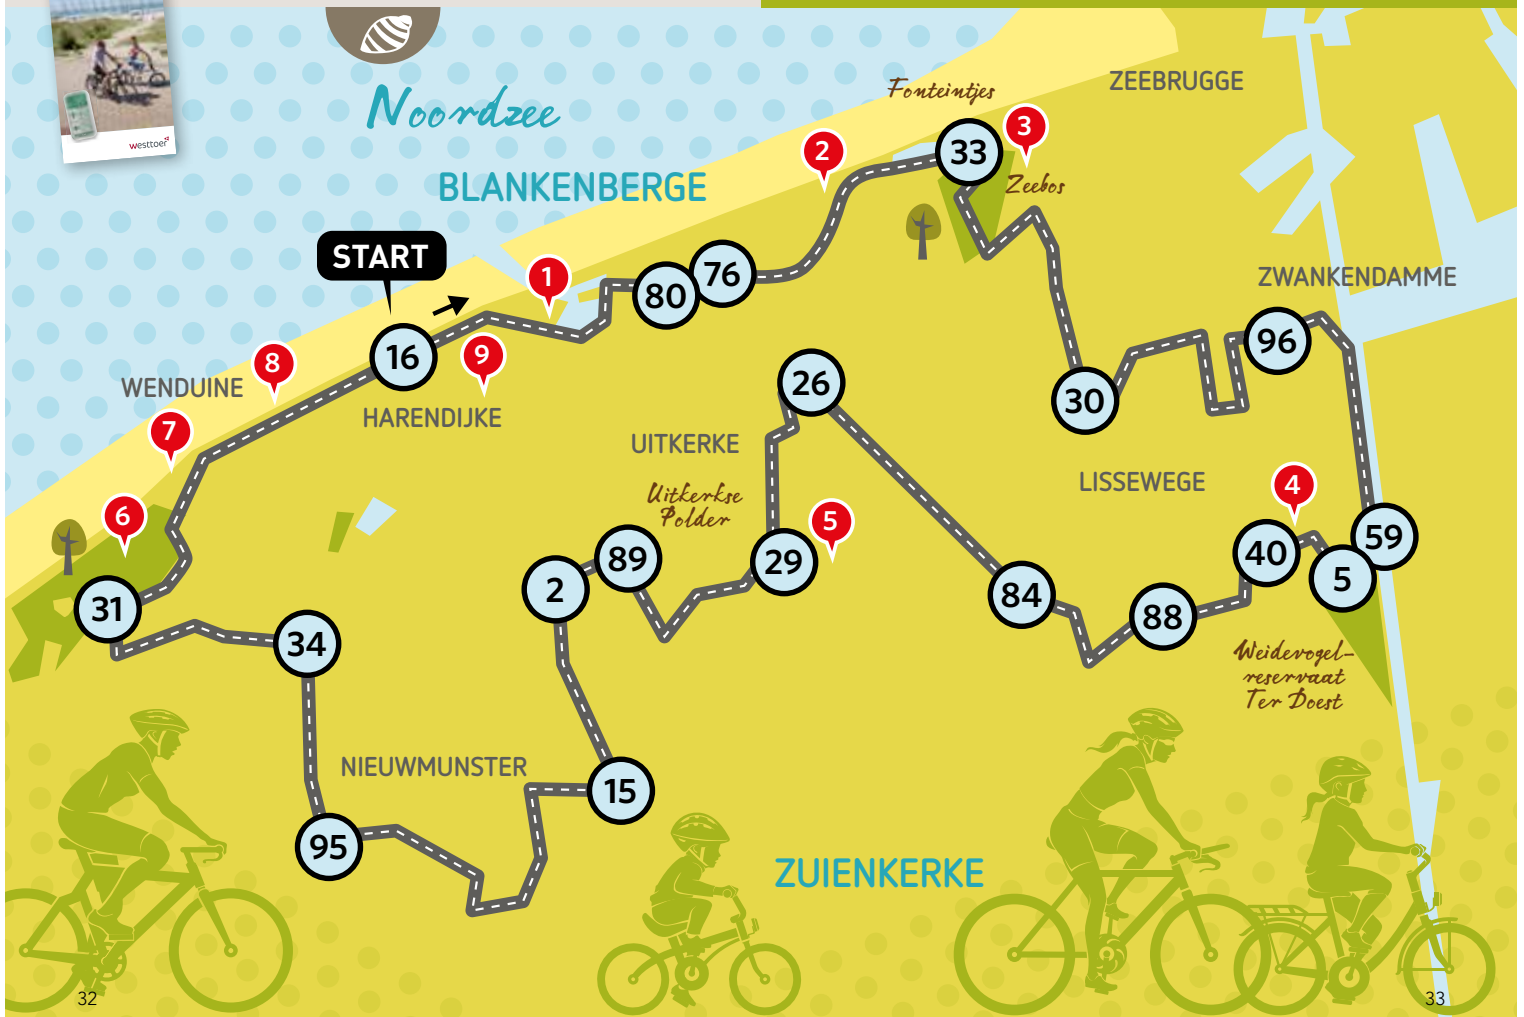 westtoer
Noordzee
Fonteintjes
ZEEBRUGGE
3
2
33
BLANKENBERGE
Zeebos
START
1
76
ZWANKENDAMME
80
16
9
96
8
WENDUINE
26
30
HARENDIJKE
7
UITKERKE
LISSEWEGE
4
Uitkerkse
Polder
6
5
59
40
89
29
5
2
84
31
88
34
Weidevogel-
reservaat
Ter Doest
NIEUWMUNSTER
15
95
ZUIENKERKE
32
33